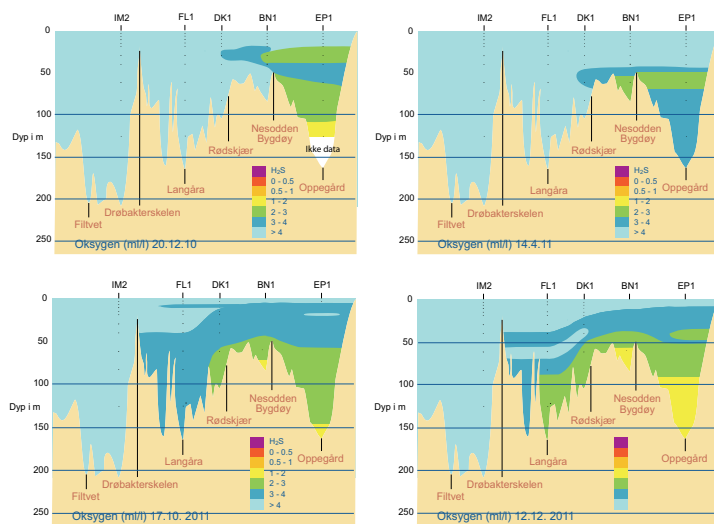 IM2 FL1 DK1 BN1 EP1
0
50
100
Dyp i m
150
200
250
Ikke data
Nesodden
Bygdøy
Rødskjær
Langåra
Oppegård
Drøbakterskelen
Filtvet
H₂S
0 - 0.5
0.5 - 1
1 - 2
2 - 3
3 - 4
> 4
Oksygen (ml/l) 20.12.10
IM2 FL1 DK1 BN1 EP1
0
50
100
Dyp i m
150
200
250
Nesodden
Bygdøy
Rødskjær
Langåra
Oppegård
Drøbakterskelen
Filtvet
H₂S
0 - 0.5
0.5 - 1
1 - 2
2 - 3
3 - 4
> 4
Oksygen (ml/l) 14.4.11
IM2 FL1 DK1 BN1 EP1
0
50
100
Dyp i m
150
200
250
Nesodden
Bygdøy
Rødskjær
Langåra
Oppegård
Drøbakterskelen
Filtvet
H₂S
0 - 0.5
0.5 - 1
1 - 2
2 - 3
3 - 4
> 4
Oksygen (ml/l) 17.10. 2011
IM2 FL1 DK1 BN1 EP1
0
50
100
Dyp i m
150
200
250
Nesodden
Bygdøy
Rødskjær
Langåra
Oppegård
Drøbakterskelen
Filtvet
Oksygen (ml/l) 12.12. 2011